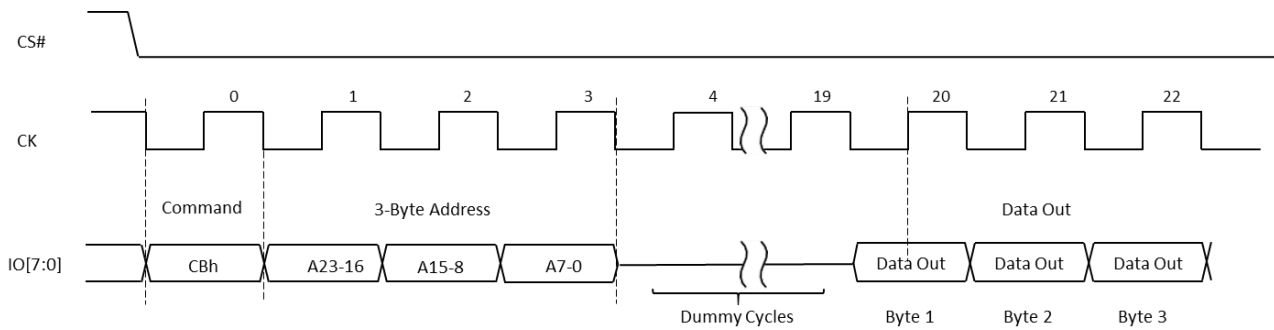 CS#
0 1 2 3 4 19 20 21 22
CK
Command 3-Byte Address Data Out
IO[7:0] CBh A23-16 A15-8 A7-0 Data Out Data Out Data Out
Dummy Cycles Byte 1 Byte 2 Byte 3